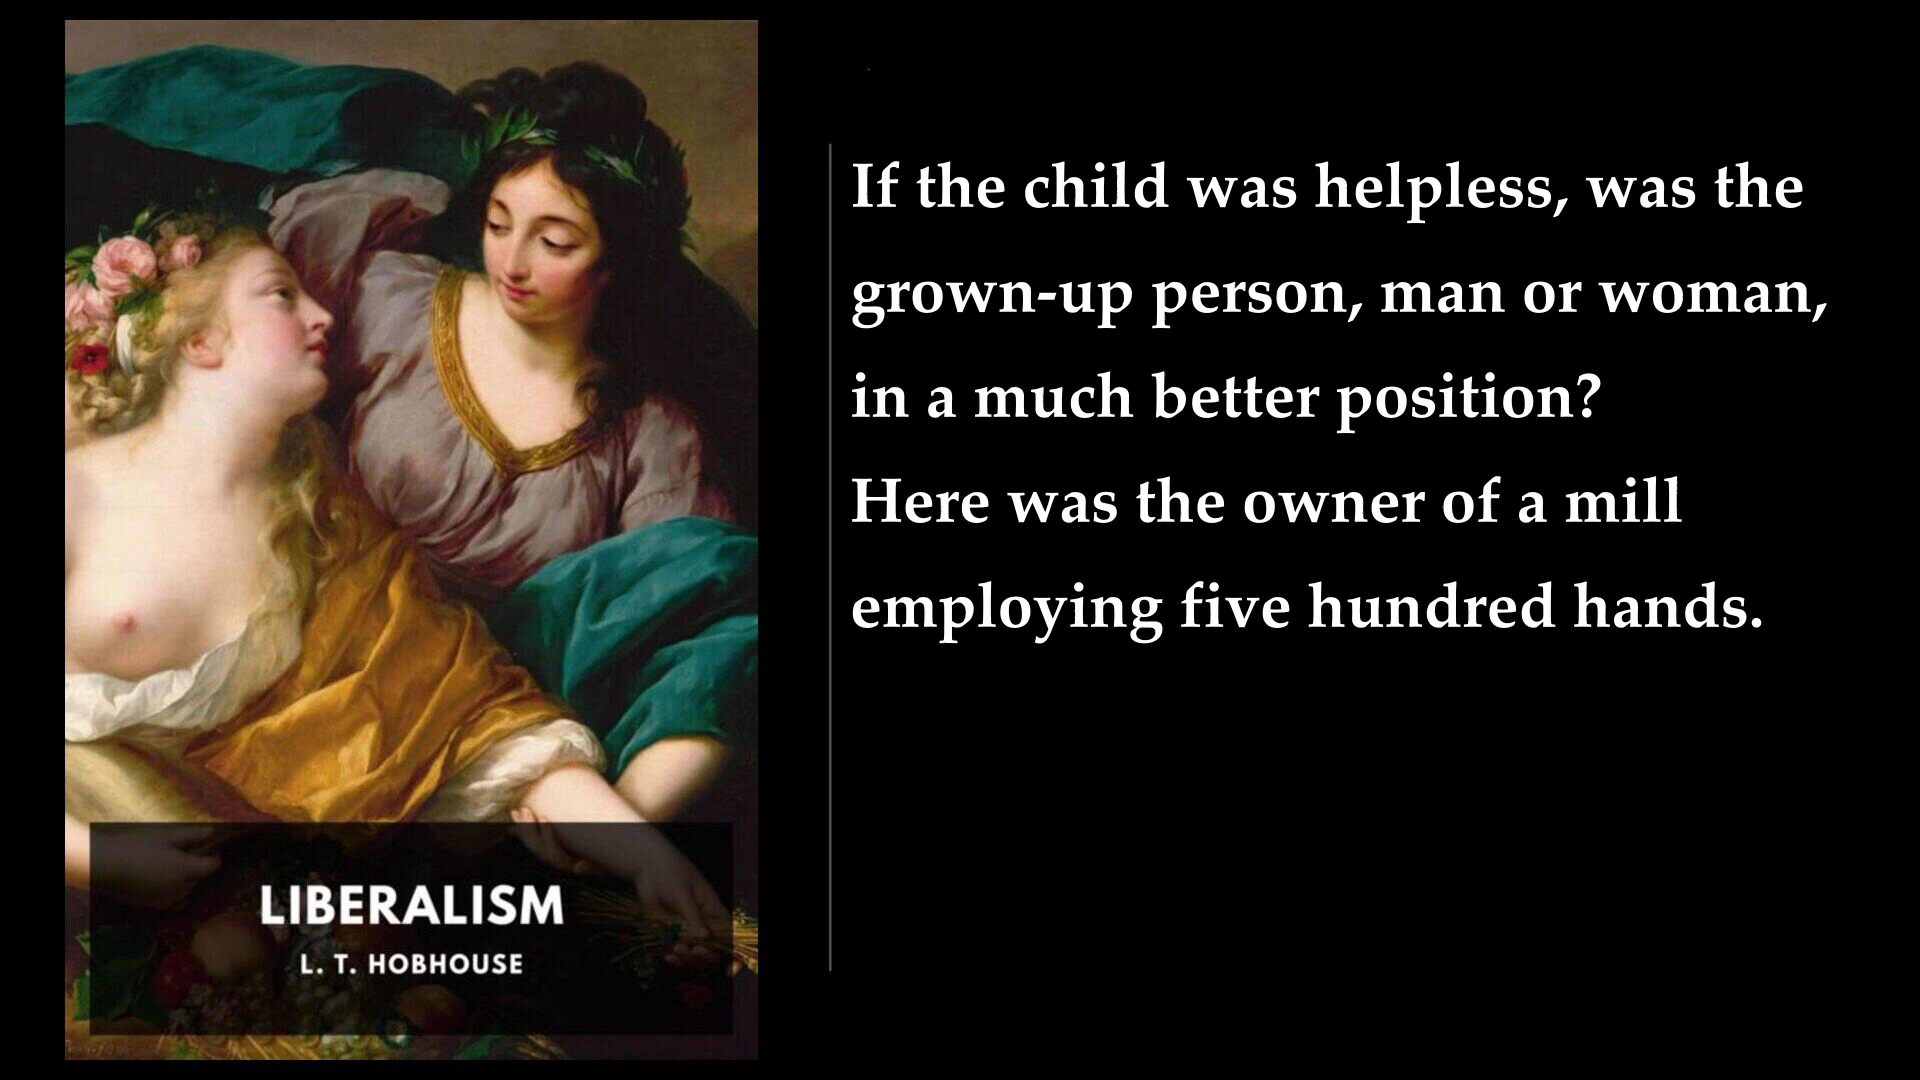 If the child was helpless, was the
grown-up person, man or woman,
in a much better position?
Here was the owner of a mill
employing five hundred hands.
LIBERALISM
L. T. HOBHOUSE